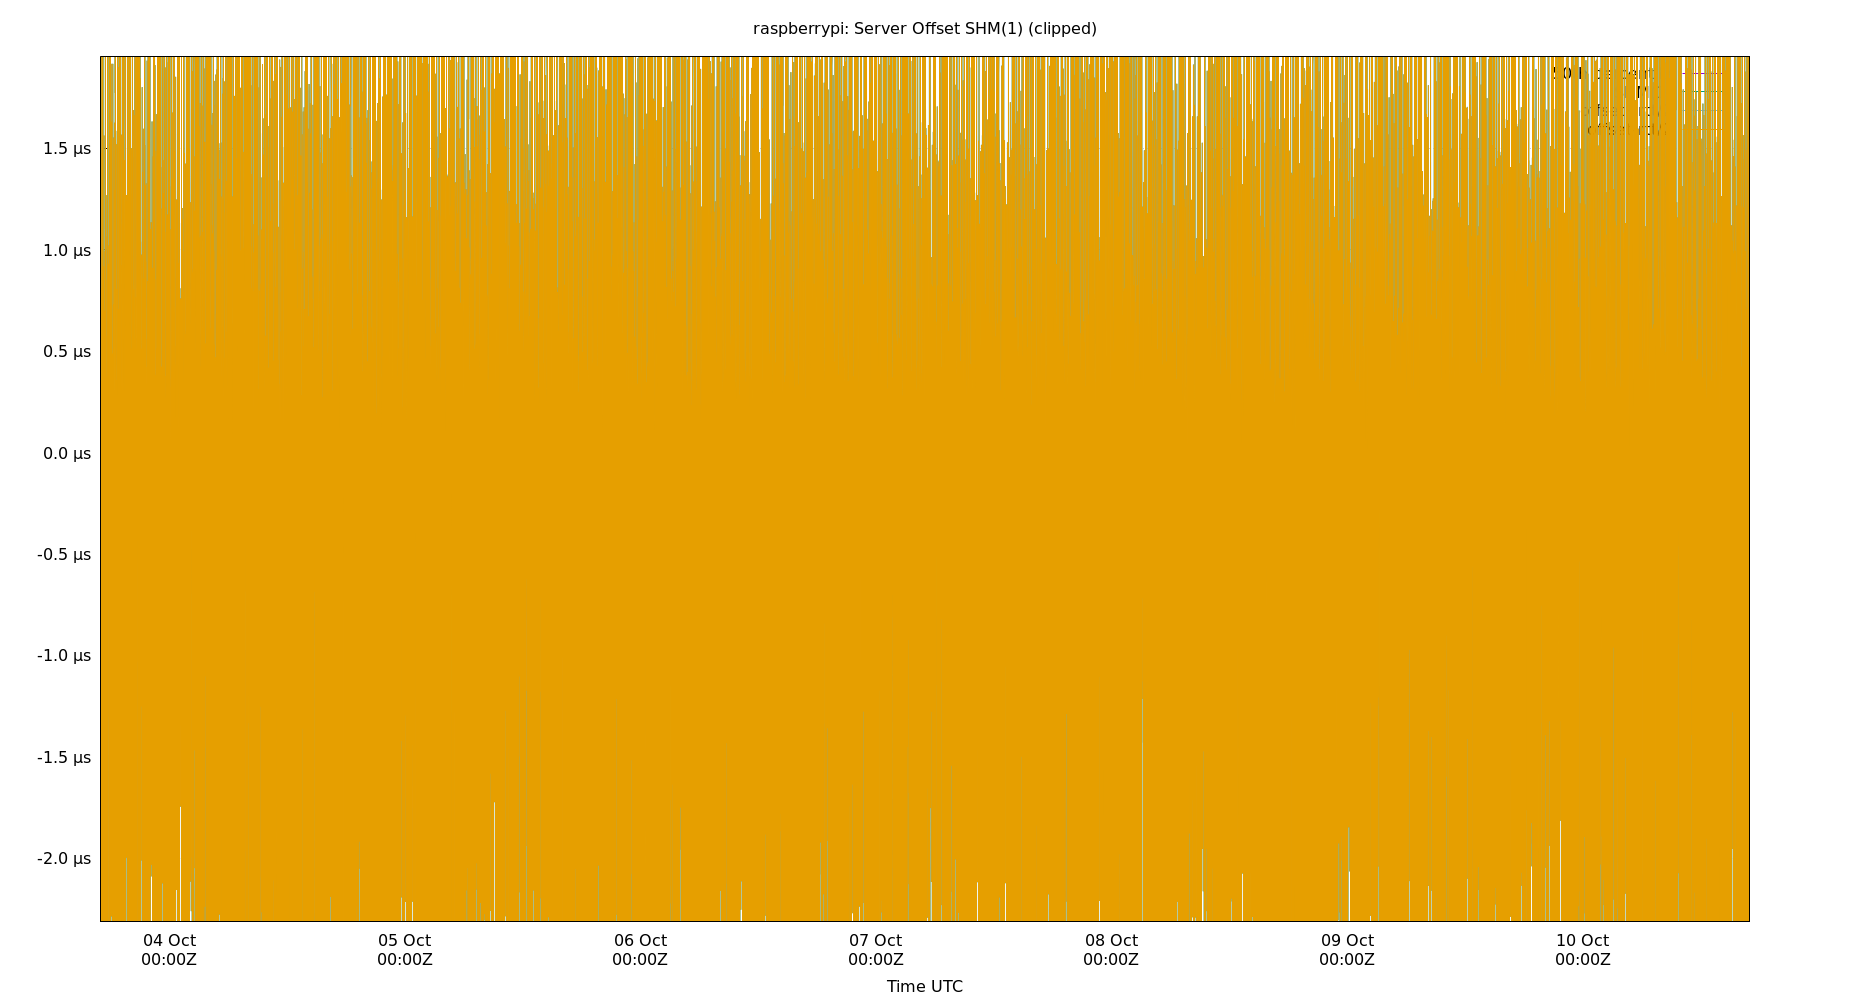 raspberrypi: Server Offset SHM(1) (clipped)
1.5 µs
1.0 µs
0.5 µs
0.0 µs
-0.5 µs
-1.0 µs
-1.5 µs
-2.0 µs
04 Oct 05 Oct 06 Oct 07 Oct 08 Oct 09 Oct 10 Oct
00:00Z 00:00Z 00:00Z 00:00Z 00:00Z 00:00Z 00:00Z
Time UTC